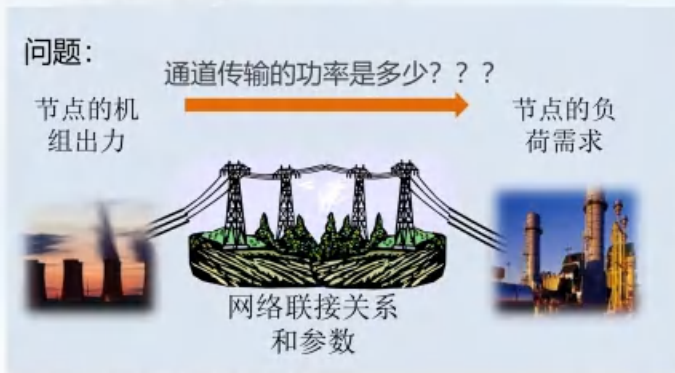 问题：
通道传输的功率是多少？？？
节点的机
组出力
节点的负
荷需求
网络联接关系
和参数